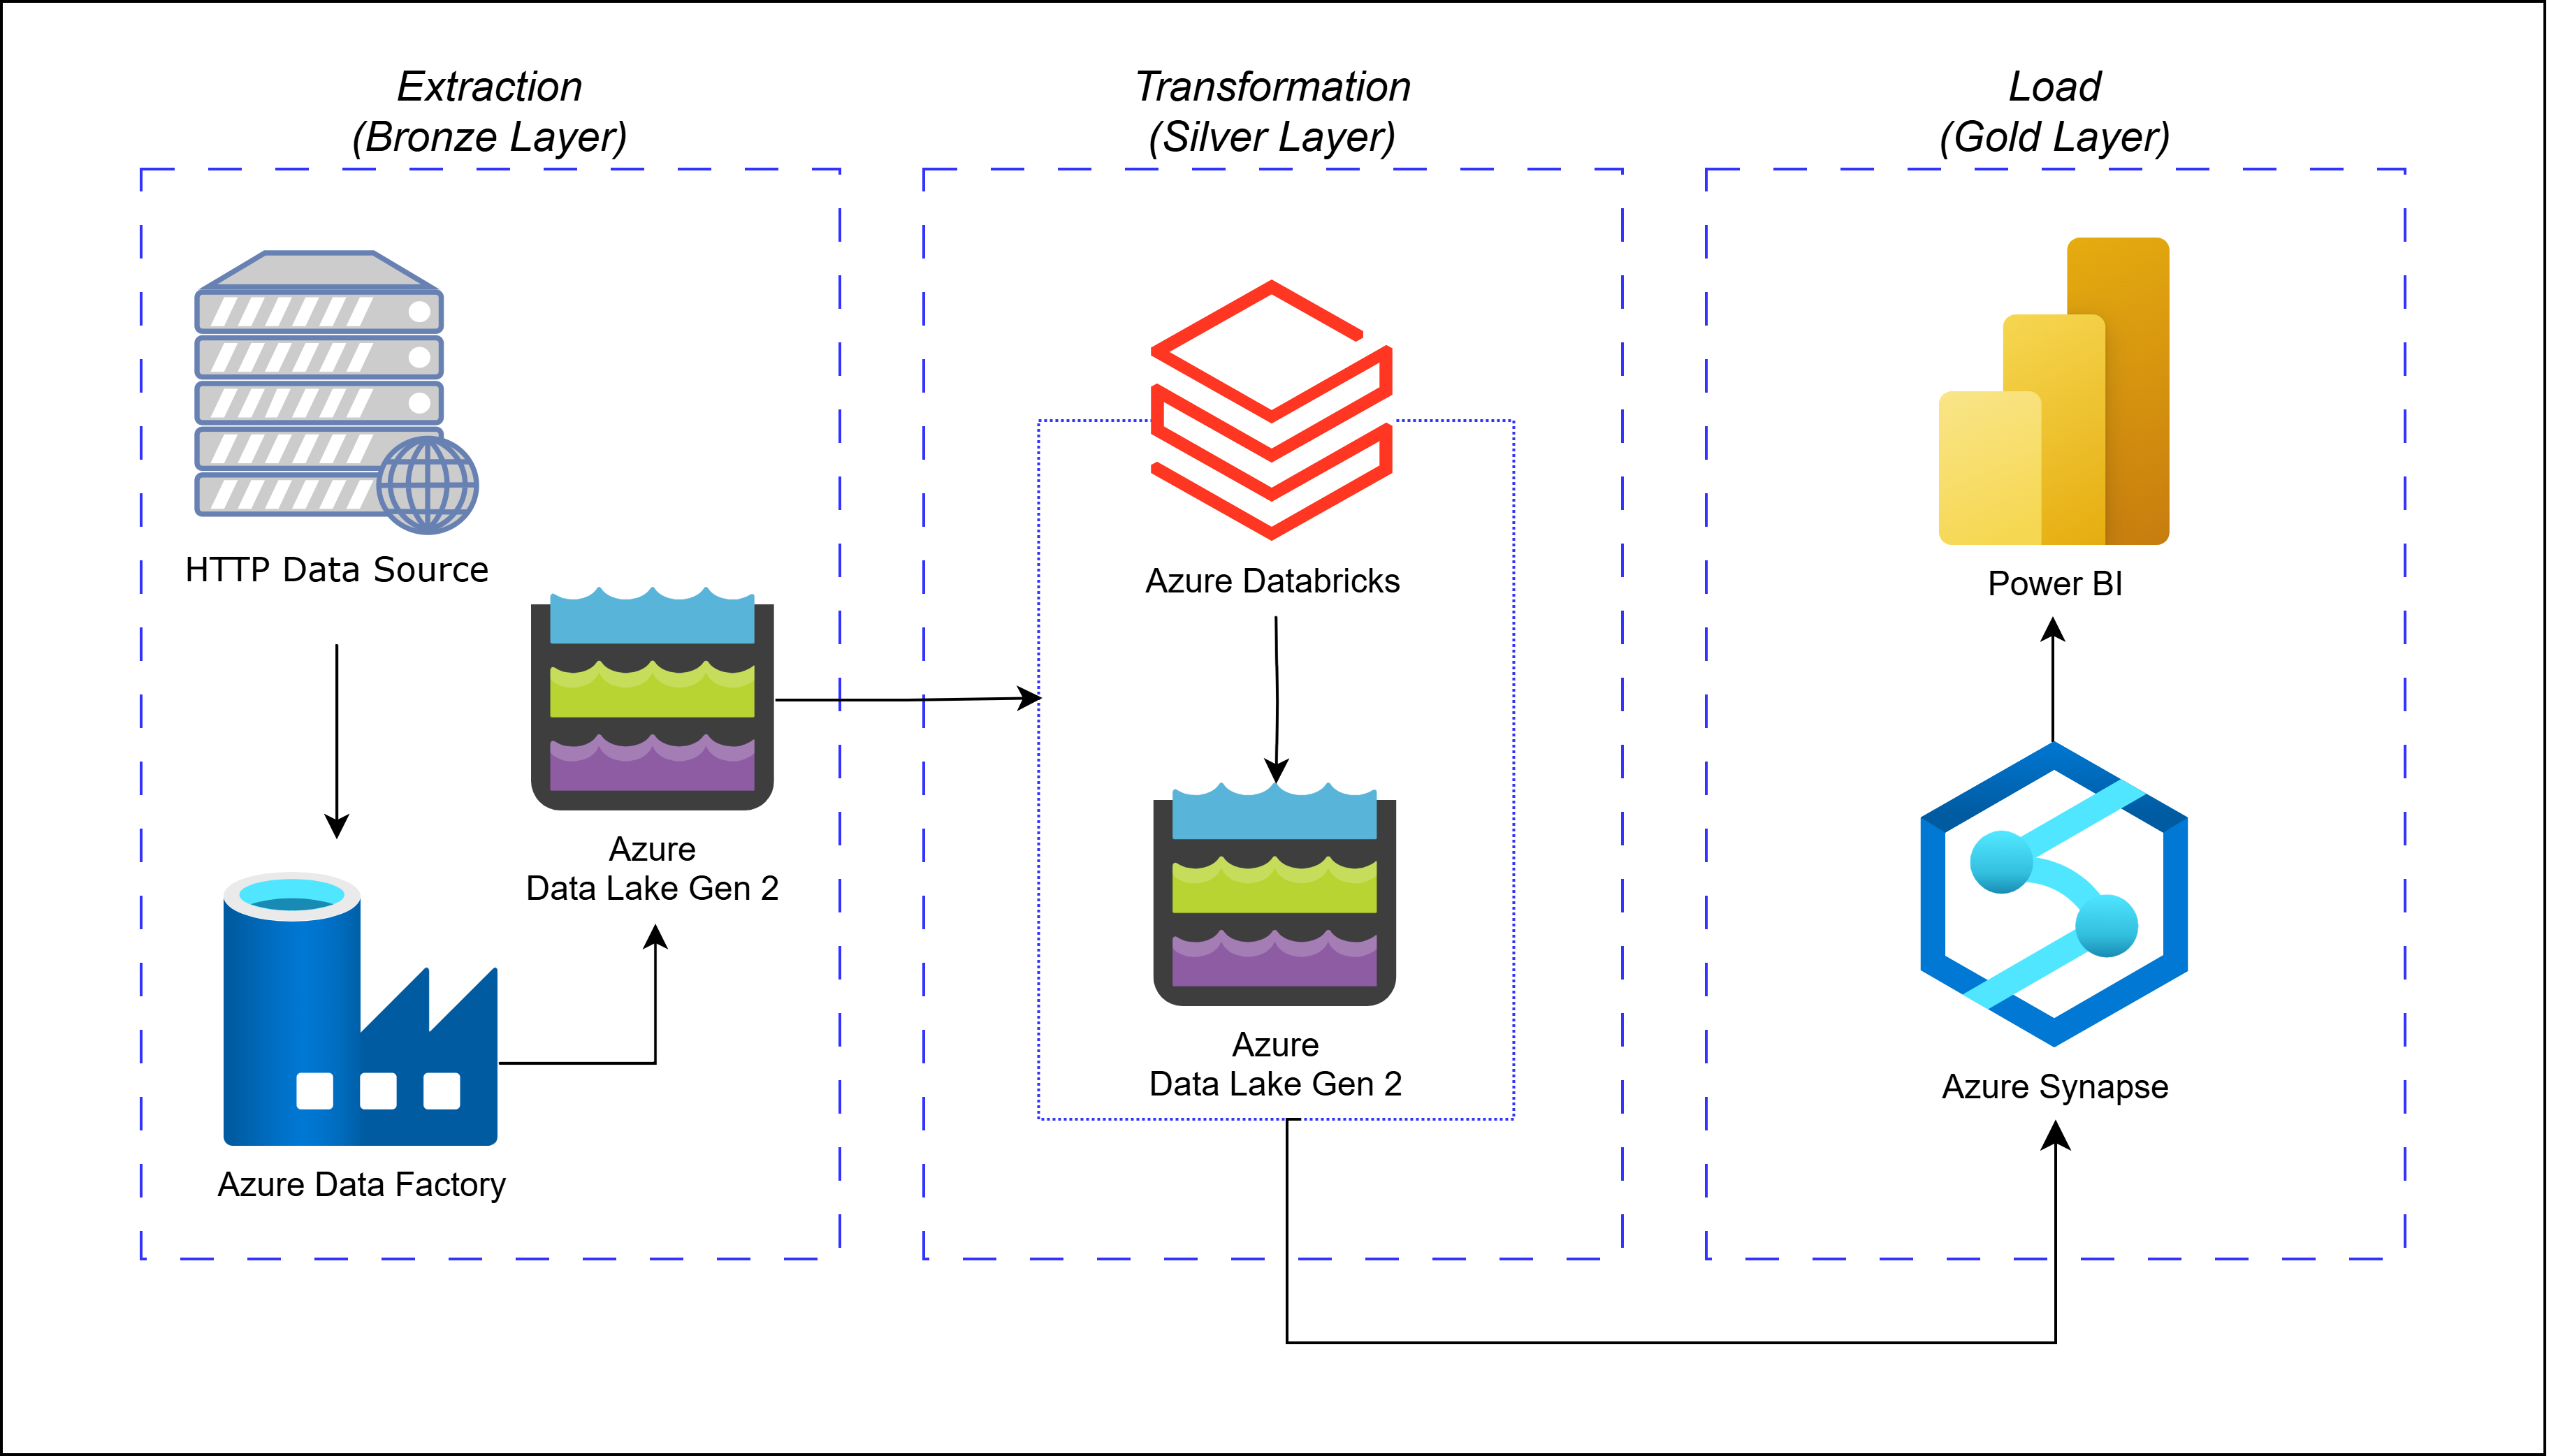 Extraction
(Bronze Layer)
Transformation
(Silver Layer)
Load
(Gold Layer)
HTTP Data Source
Azure
Data Lake Gen 2
Azure Data Factory
Azure Databricks
Azure
Data Lake Gen 2
Power BI
Azure Synapse